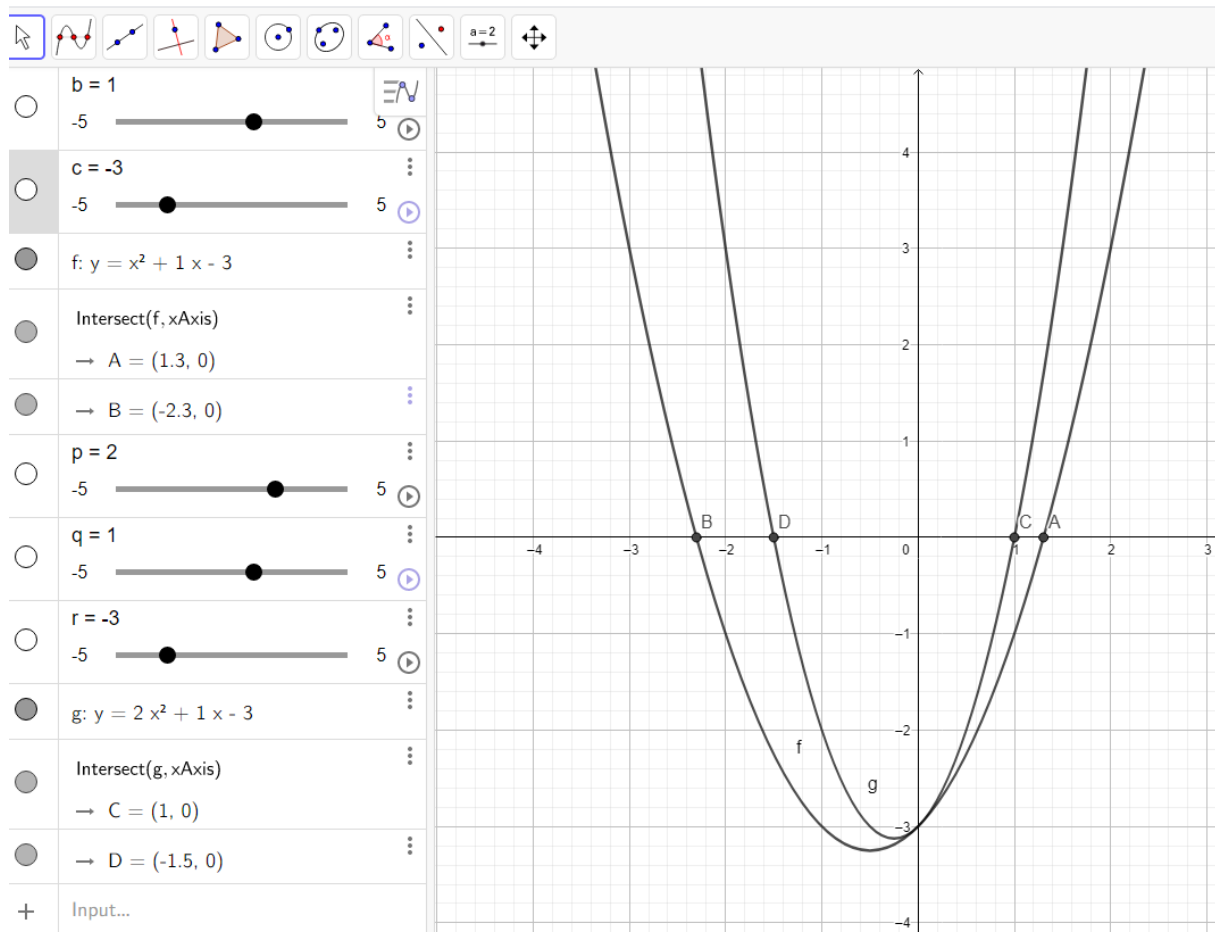 a=2
b = 1
-5 5
c = -3
-5 5
f: y = x² + 1 x - 3
Intersect(f, xAxis)
→ A = (1.3, 0)
→ B = (-2.3, 0)
p = 2
-5 5
q = 1
-5 5
r = -3
-5 5
g: y = 2 x² + 1 x - 3
Intersect(g, xAxis)
→ C = (1, 0)
→ D = (-1.5, 0)
+ Input...
4
3
2
1
B D C A
-4 -3 -2 -1 0 1 2 3
-1
-2
f
g
-3
-4
α